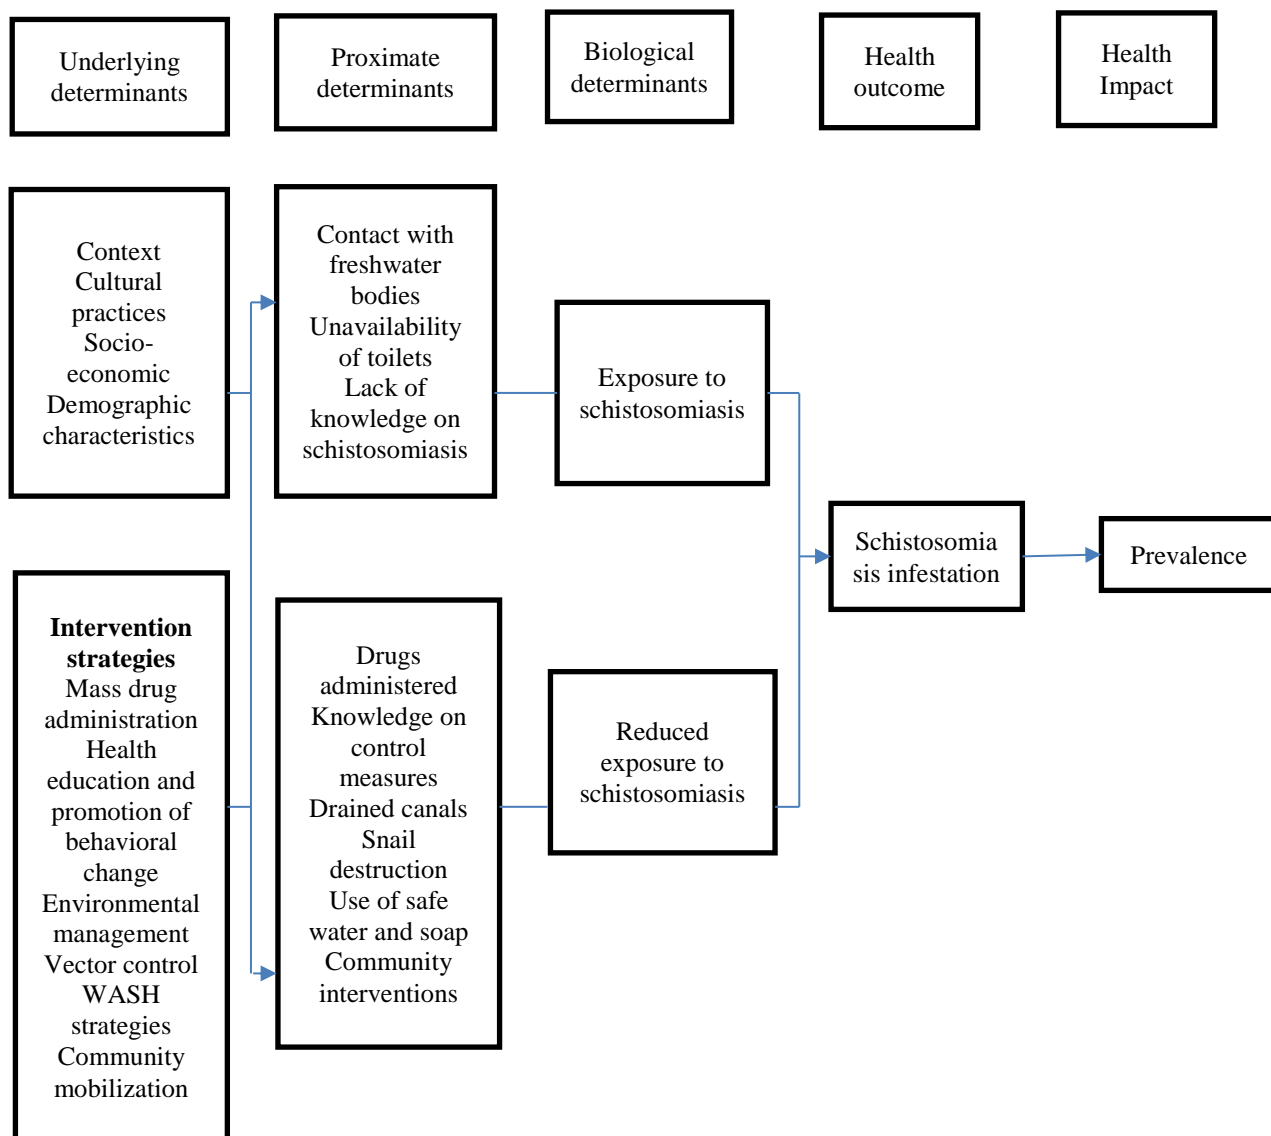 Underlying
determinants
Proximate
determinants
Biological
determinants
Health
outcome
Health
Impact
Context
Cultural
practices
Socio-
economic
Demographic
characteristics
Contact with
freshwater
bodies
Unavailability
of toilets
Lack of
knowledge on
schistosomiasis
Exposure to
schistosomiasis
Schistosomia
sis infestation
Prevalence
Intervention
strategies
Mass drug
administration
Health
education and
promotion of
behavioral
change
Environmental
management
Vector control
WASH
strategies
Community
mobilization
Drugs
administered
Knowledge on
control
measures
Drained canals
Snail
destruction
Use of safe
water and soap
Community
interventions
Reduced
exposure to
schistosomiasis